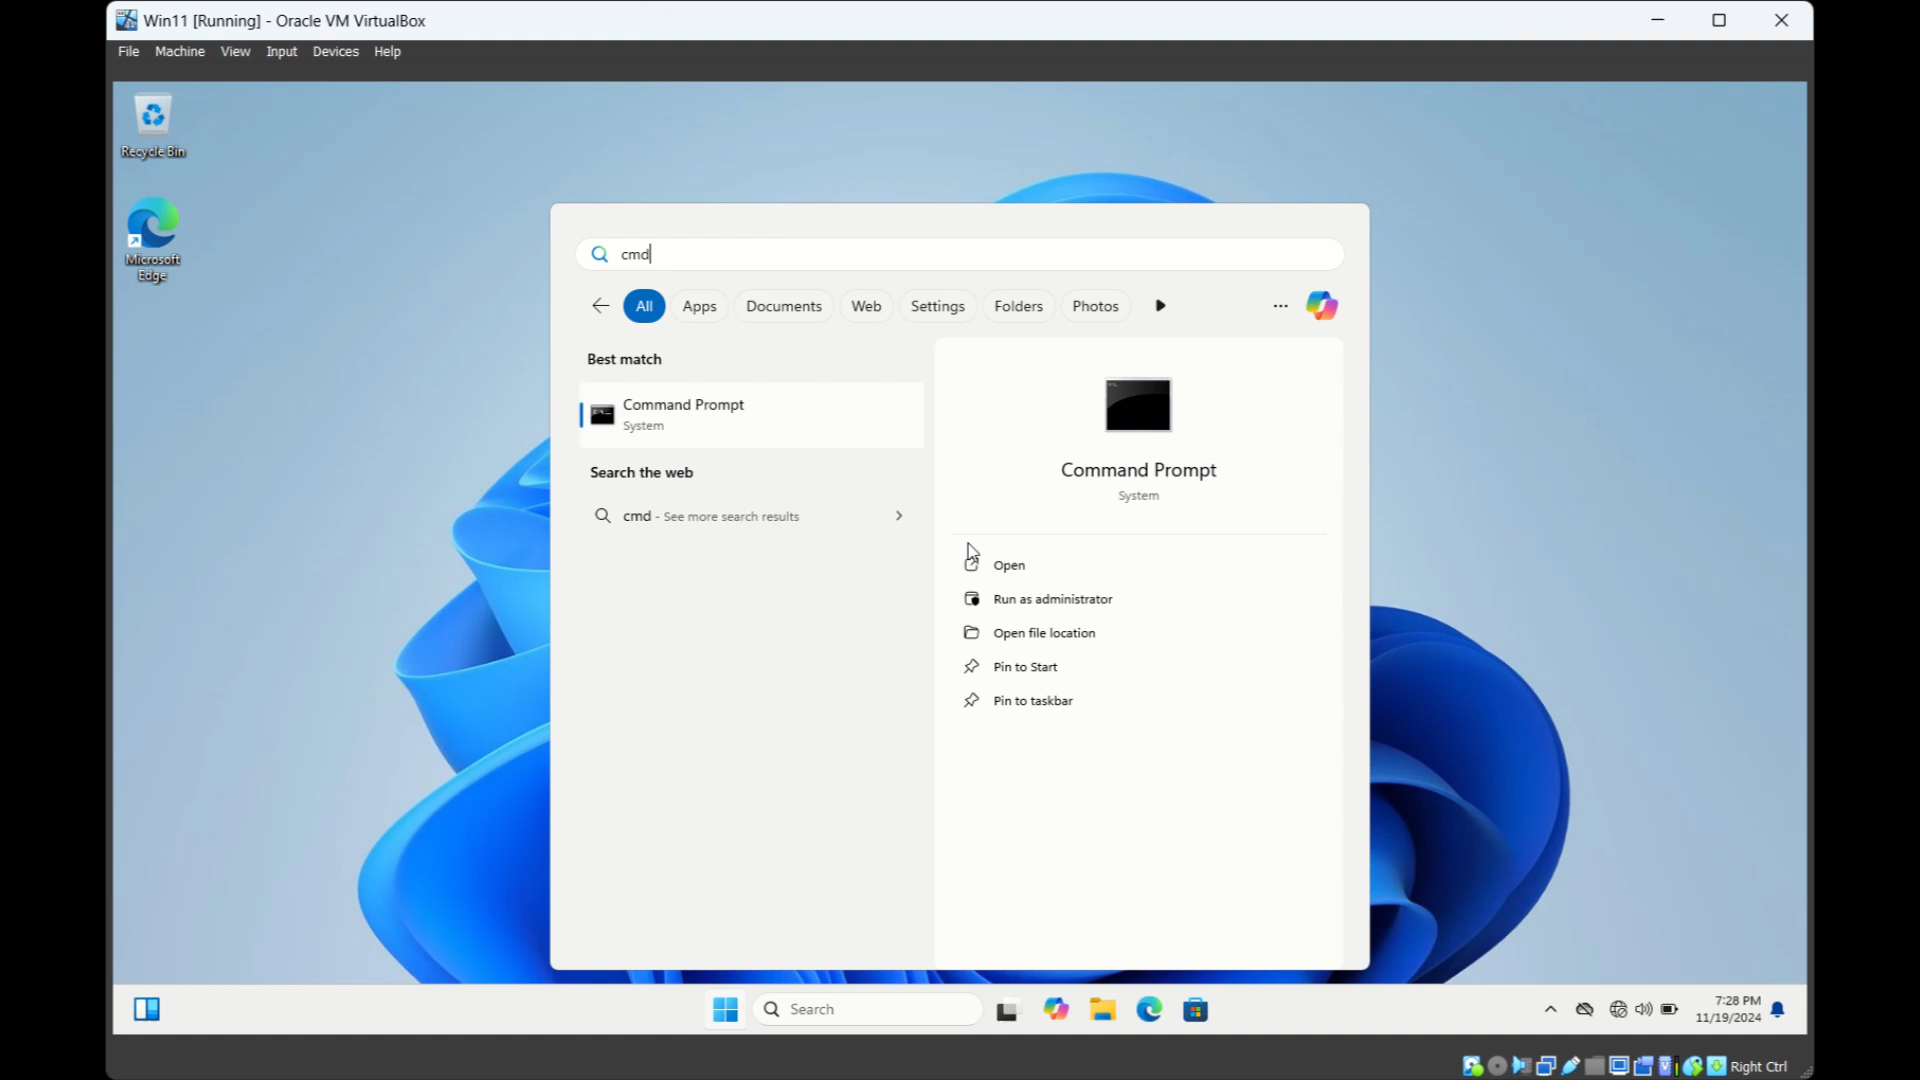 Win11 [Running] - Oracle VM VirtualBox
File Machine View Input Devices Help
Recycle Bin
Microsoft
Edge
cmd
All Apps Documents Web Settings Folders Photos
Best match
Command Prompt
System
Search the web
cmd - See more search results
Command Prompt
System
Open
Run as administrator
Open file location
Pin to Start
Pin to taskbar
Search
7:28 PM
11/19/2024
Right Ctrl